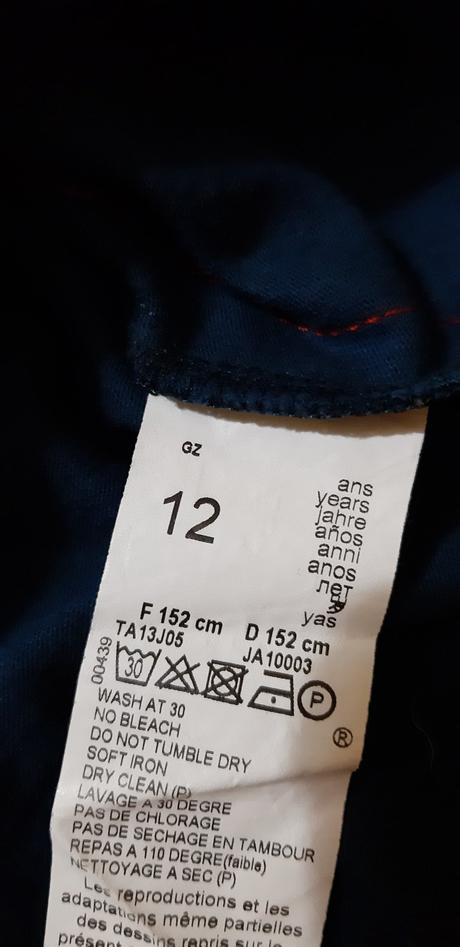 GZ
12
ans
years
Jahre
años
anni
anos
лет
yas
F 152 cm D 152 cm
TA13J05 JA10003
00439
30 P
®
WASH AT 30
NO BLEACH
DO NOT TUMBLE DRY
SOFT IRON
DRY CLEAN (P)
LAVAGE A 30 DEGRE
PAS DE CHLORAGE
PAS DE SECHAGE EN TAMBOUR
REPAS A 110 DEGRE(faible)
NETTOYAGE A SEC (P)
Les reproductions et les
adaptations même partielles
des dessins repris sur le
présent